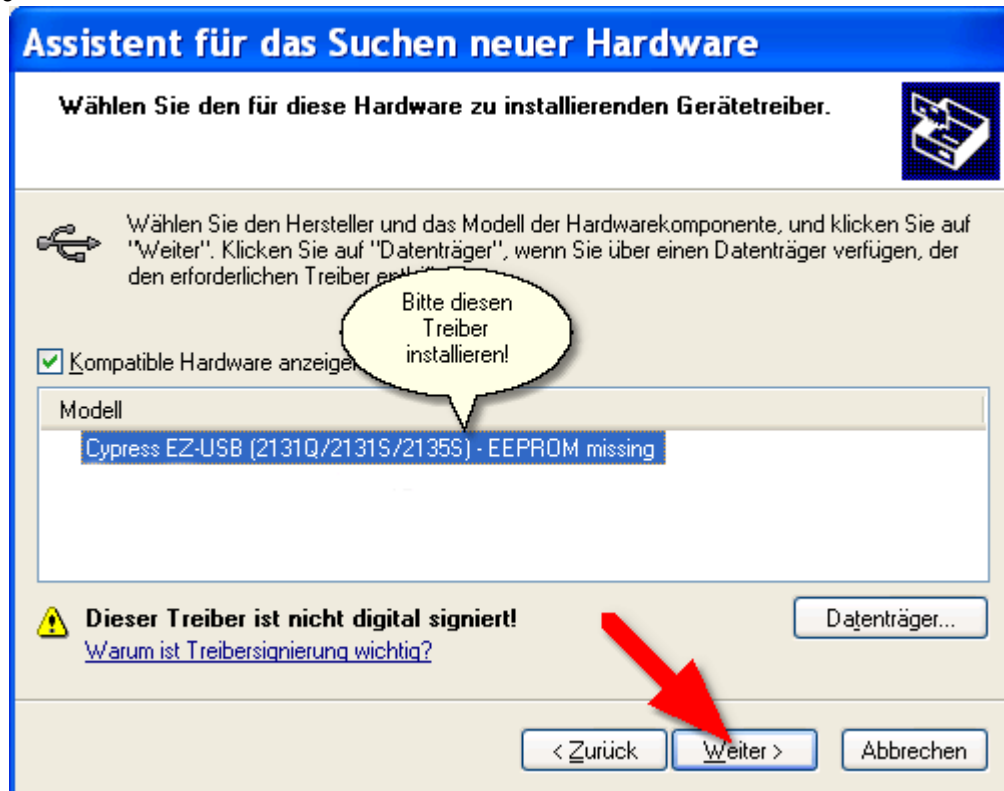 Assistent für das Suchen neuer Hardware
Wählen Sie den für diese Hardware zu installierenden Gerätetreiber.
Wählen Sie den Hersteller und das Modell der Hardwarekomponente, und klicken Sie auf
"Weiter". Klicken Sie auf "Datenträger", wenn Sie über einen Datenträger verfügen, der
den erforderlichen Treiber
Bitte diesen
Treiber
installieren!
Kompatible Hardware anzeigen
Modell
Cypress EZ-USB (2131Q/2131S/2135S) - EEPROM missing
Dieser Treiber ist nicht digital signiert!
Datenträger...
Warum ist Treibersignierung wichtig?
< Zurück
Weiter >
Abbrechen